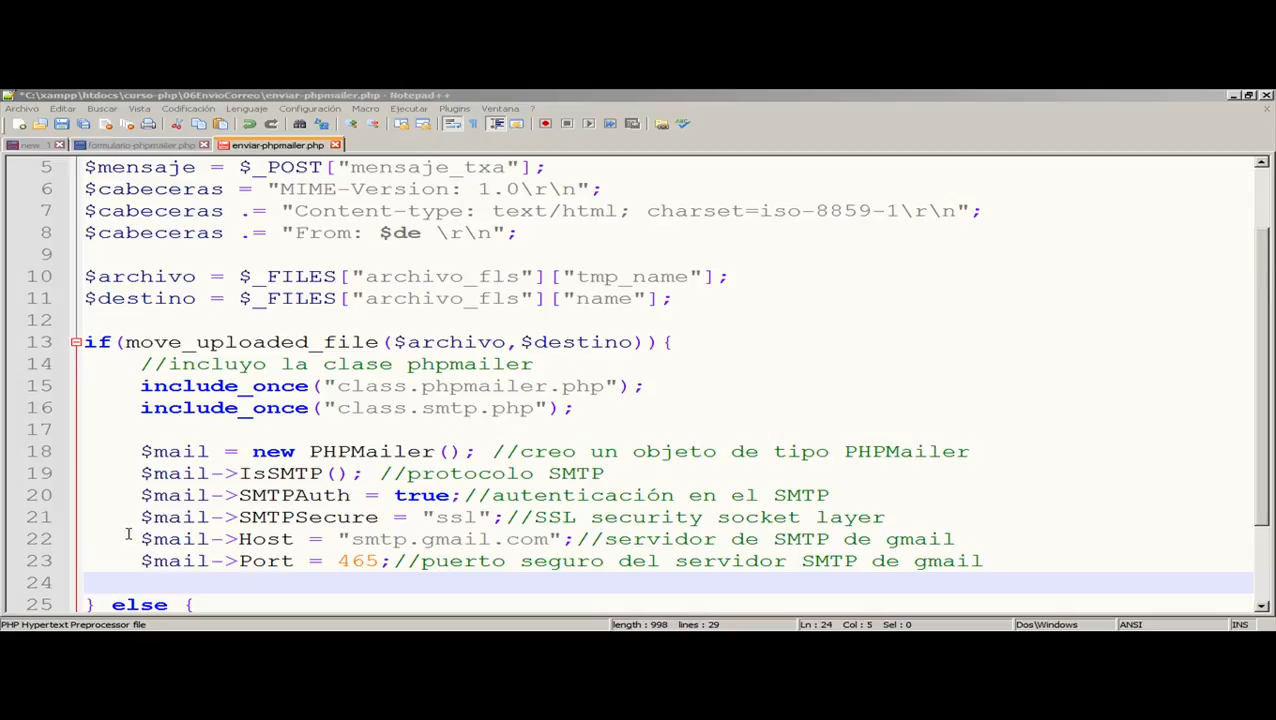 *C:\xampp\htdocs\curso-php\06EnvioCorreo\enviar-phpmailer.php - Notepad++
Archivo Editar Buscar Vista Codificación Lenguaje Configuración Macro Ejecutar Plugins Ventana ?
new 1 formulario-phpmailer.php enviar-phpmailer.php
5 $mensaje = $_POST["mensaje_txa"];
6 $cabeceras = "MIME-Version: 1.0\r\n";
7 $cabeceras .= "Content-type: text/html; charset=iso-8859-1\r\n";
8 $cabeceras .= "From: $de \r\n";
9
10 $archivo = $_FILES["archivo_fls"]["tmp_name"];
11 $destino = $_FILES["archivo_fls"]["name"];
12
13 if(move_uploaded_file($archivo,$destino)){
14 //incluyo la clase phpmailer
15 include_once("class.phpmailer.php");
16 include_once("class.smtp.php");
17
18 $mail = new PHPMailer(); //creo un objeto de tipo PHPMailer
19 $mail->IsSMTP(); //protocolo SMTP
20 $mail->SMTPAuth = true;//autenticación en el SMTP
21 $mail->SMTPSecure = "ssl";//SSL security socket layer
22 $mail->Host = "smtp.gmail.com";//servidor de SMTP de gmail
23 $mail->Port = 465;//puerto seguro del servidor SMTP de gmail
24
25 } else {
PHP Hypertext Preprocessor file length : 998 lines : 29 Ln : 24 Col : 5 Sel : 0 Dos\Windows ANSI INS